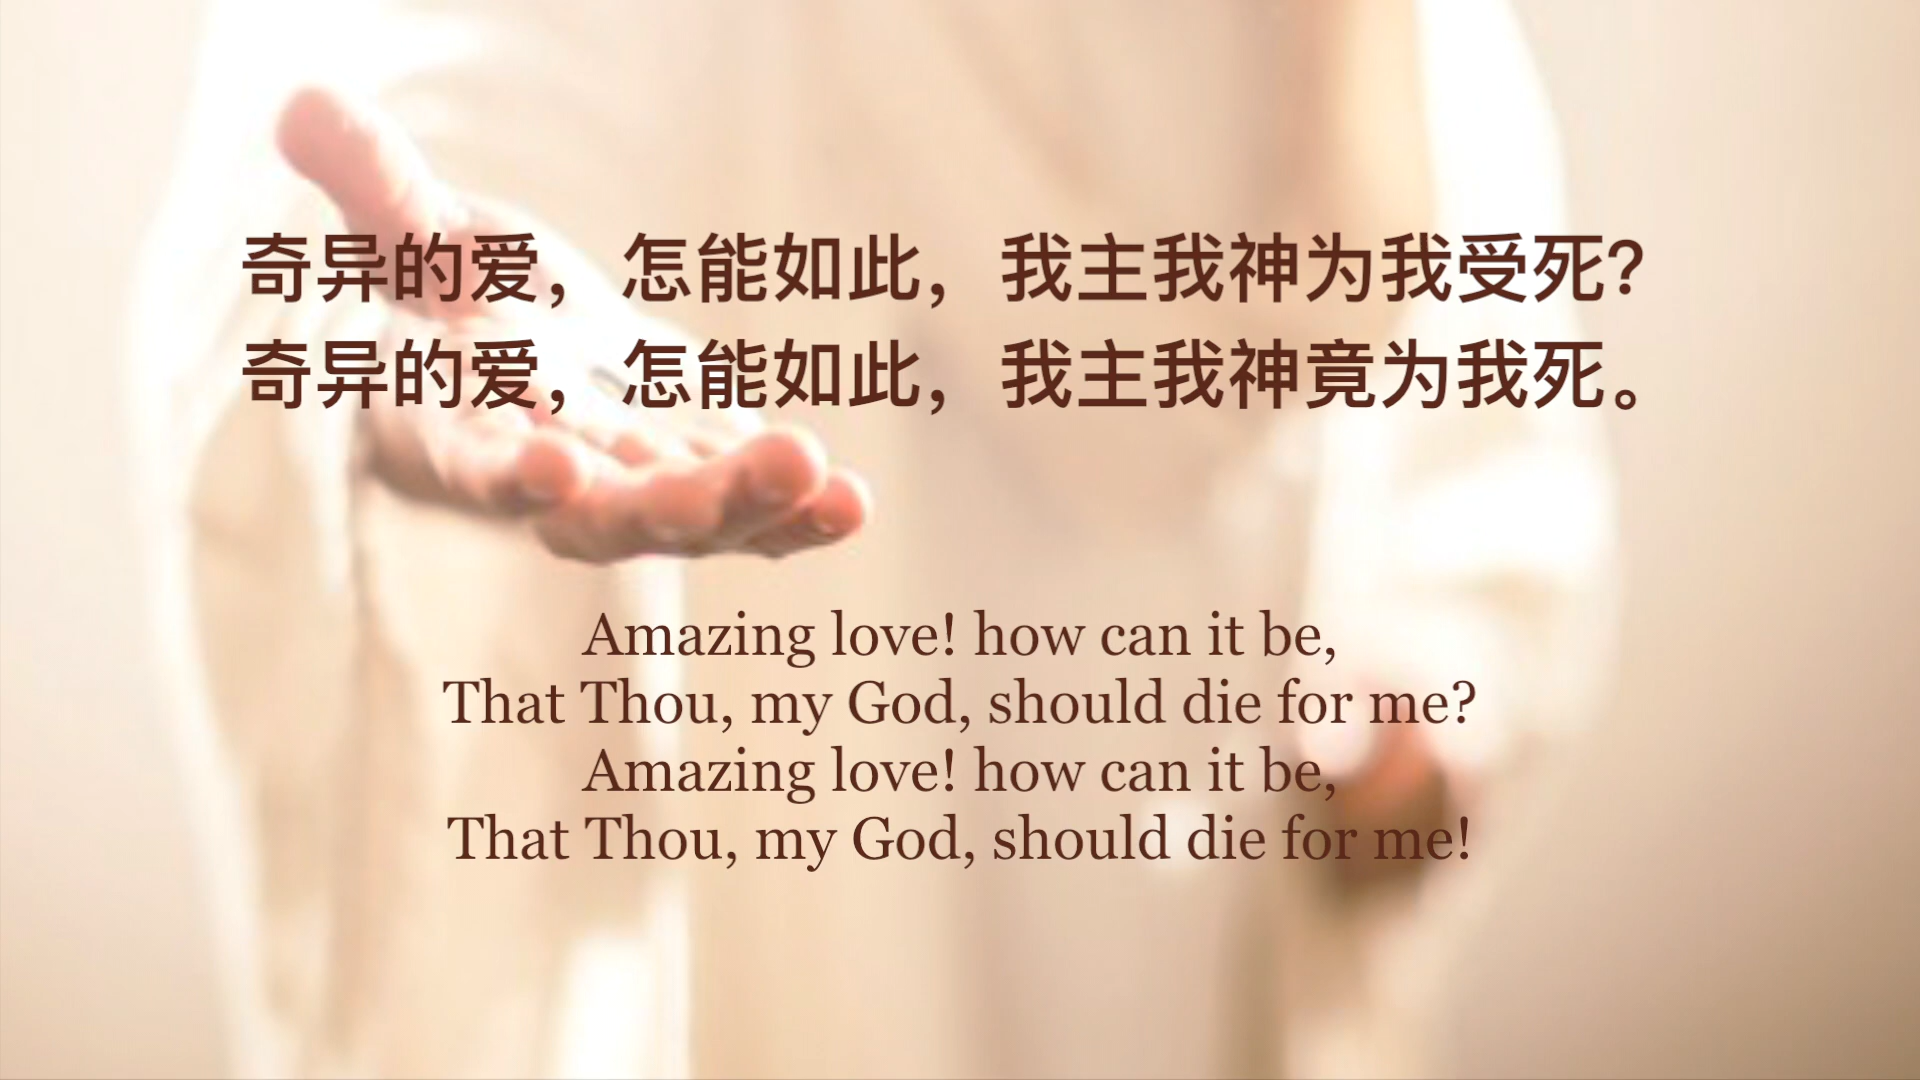 奇异的爱，怎能如此，我主我神为我受死？
奇异的爱，怎能如此，我主我神竟为我死。
Amazing love! how can it be,
That Thou, my God, should die for me?
Amazing love! how can it be,
That Thou, my God, should die for me!